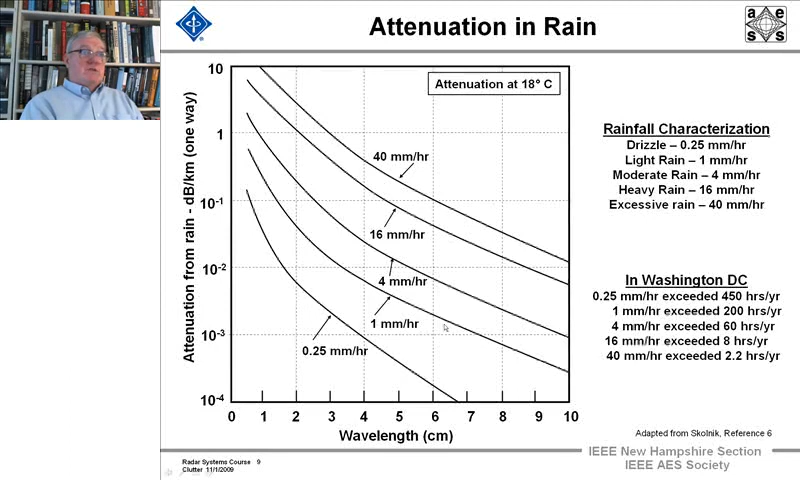 Attenuation in Rain
a e
s s
Attenuation at 18° C
Attenuation from rain - dB/km (one way)
10
1
10-1
10-2
10-3
10-4
40 mm/hr
16 mm/hr
4 mm/hr
1 mm/hr
0.25 mm/hr
0 1 2 3 4 5 6 7 8 9 10
Wavelength (cm)
Rainfall Characterization
Drizzle – 0.25 mm/hr
Light Rain – 1 mm/hr
Moderate Rain – 4 mm/hr
Heavy Rain – 16 mm/hr
Excessive rain – 40 mm/hr
In Washington DC
0.25 mm/hr exceeded 450 hrs/yr
1 mm/hr exceeded 200 hrs/yr
4 mm/hr exceeded 60 hrs/yr
16 mm/hr exceeded 8 hrs/yr
40 mm/hr exceeded 2.2 hrs/yr
Adapted from Skolnik, Reference 6
Radar Systems Course 9
Clutter 11/1/2009
IEEE New Hampshire Section
IEEE AES Society